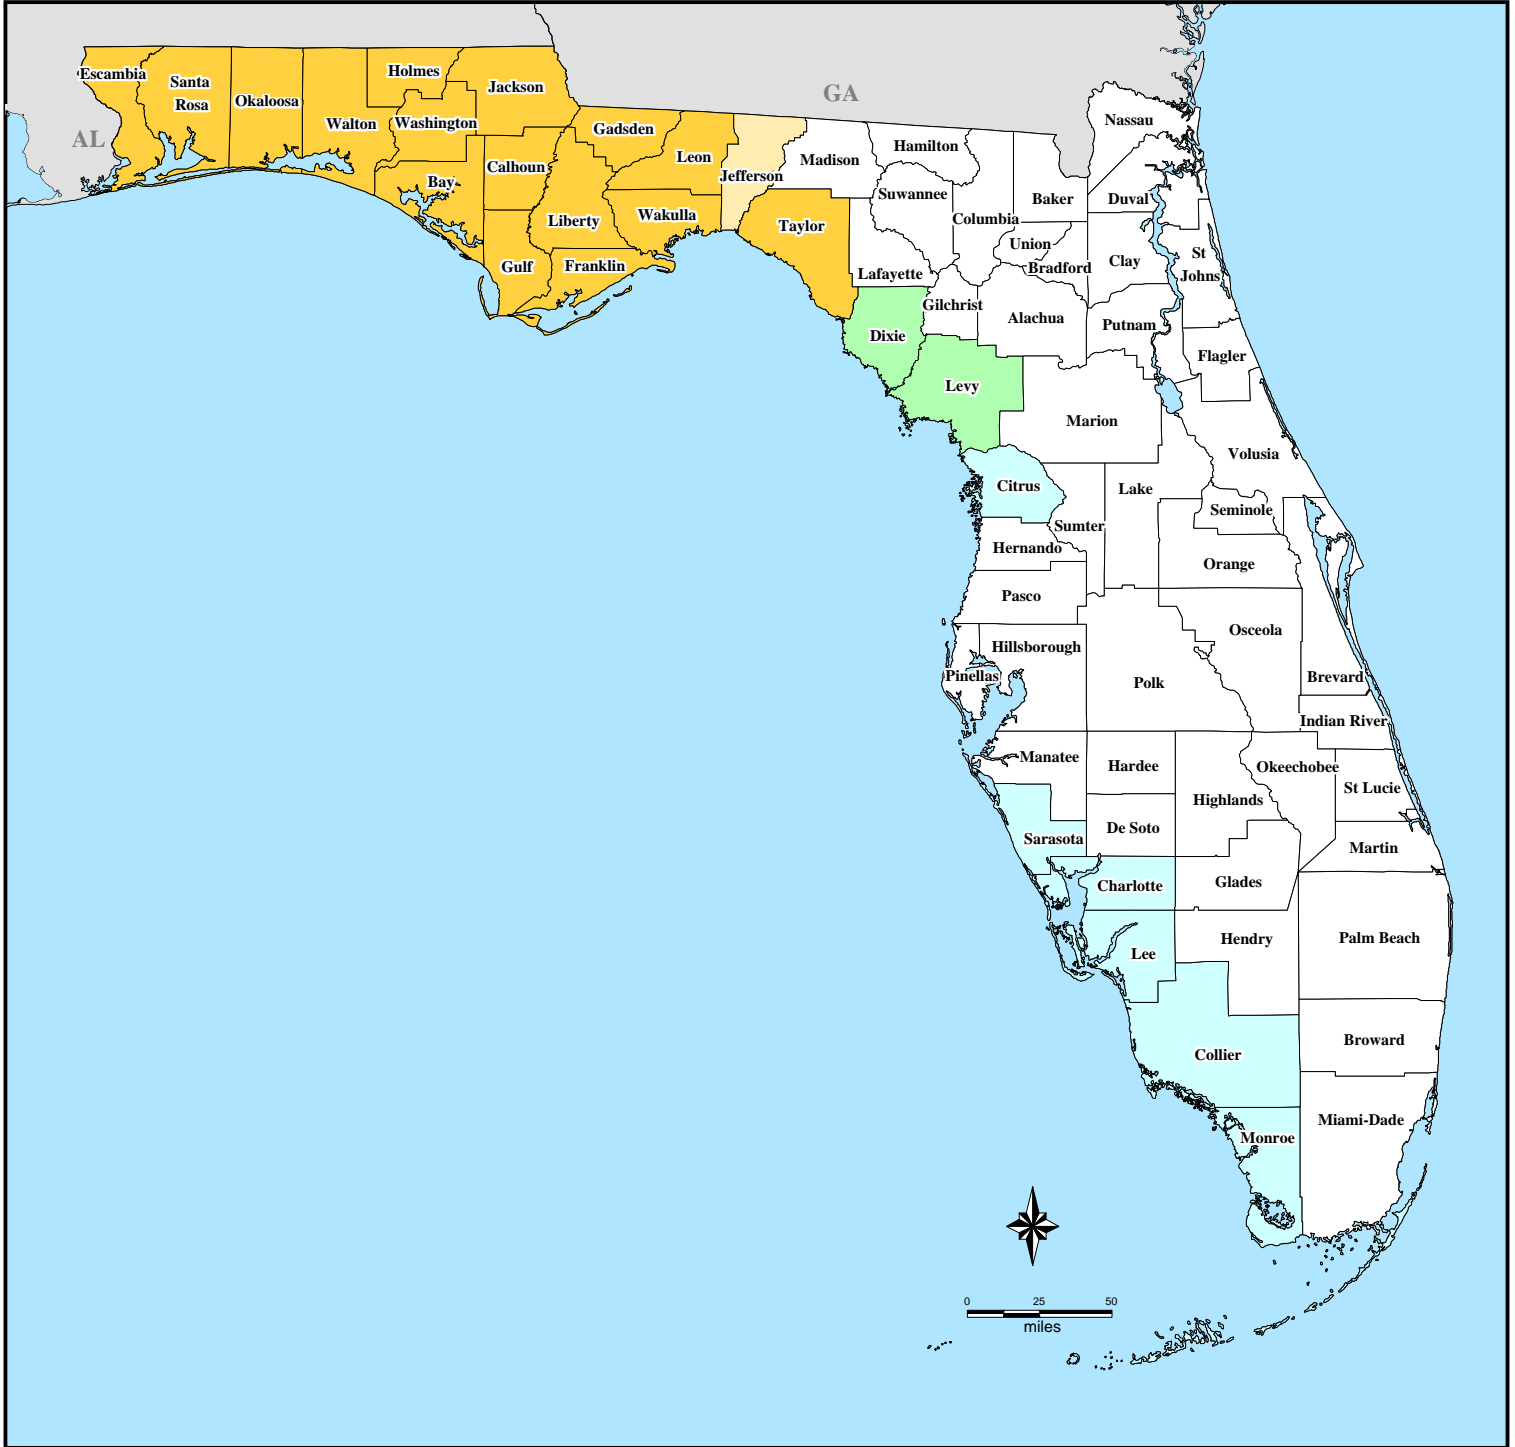 Escambia
Santa
Rosa
Okaloosa
Walton
Holmes
Washington
Jackson
Bay
Calhoun
Gulf
Liberty
Franklin
Gadsden
Leon
Wakulla
Jefferson
Madison
Taylor
Hamilton
Suwannee
Lafayette
Columbia
Baker
Nassau
Duval
Union
Bradford
Clay
St
Johns
Gilchrist
Alachua
Putnam
Flagler
Dixie
Levy
Marion
Volusia
Citrus
Lake
Sumter
Seminole
Hernando
Orange
Pasco
Osceola
Hillsborough
Pinellas
Polk
Brevard
Indian River
Manatee
Hardee
Okeechobee
St Lucie
Highlands
Sarasota
De Soto
Martin
Charlotte
Glades
Lee
Hendry
Palm Beach
Collier
Broward
Monroe
Miami-Dade
AL
GA
0 25 50
miles